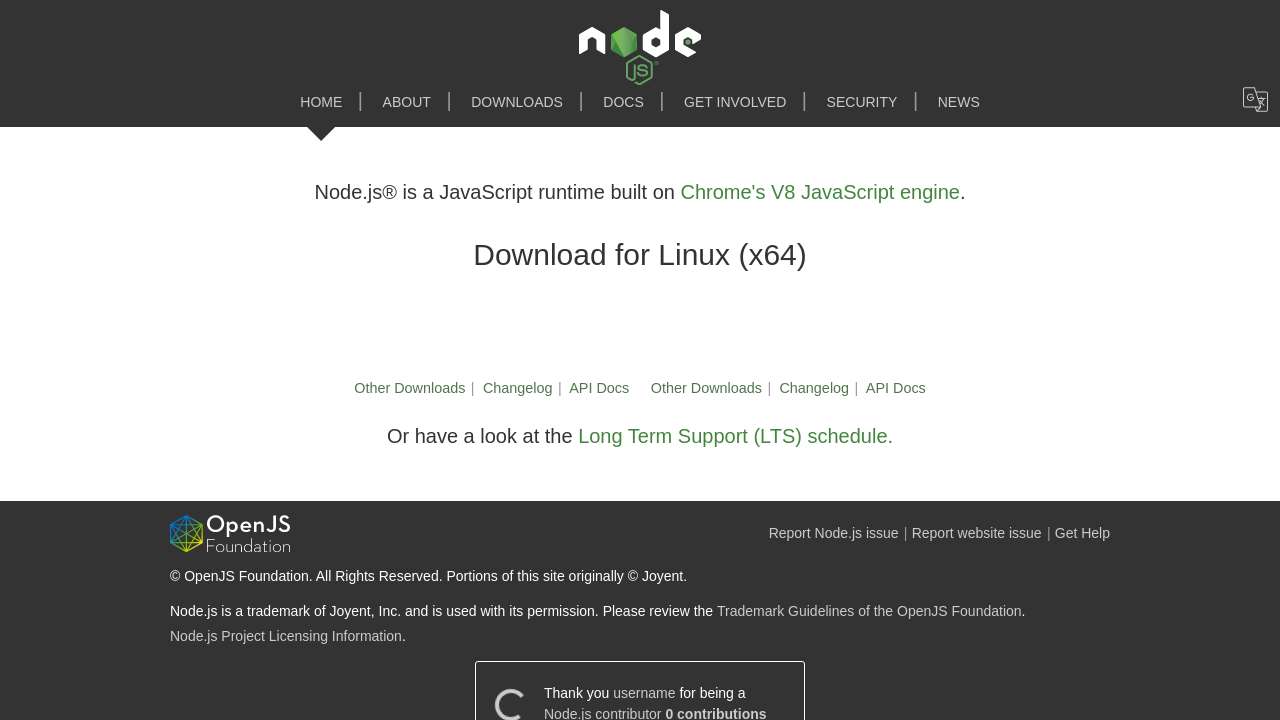 node
JS
HOME | ABOUT | DOWNLOADS | DOCS | GET INVOLVED | SECURITY | NEWS
Node.js® is a JavaScript runtime built on Chrome's V8 JavaScript engine.
Download for Linux (x64)
Other Downloads | Changelog | API Docs Other Downloads | Changelog | API Docs
Or have a look at the Long Term Support (LTS) schedule.
OpenJS
Foundation
Report Node.js issue | Report website issue | Get Help
© OpenJS Foundation. All Rights Reserved. Portions of this site originally © Joyent.
Node.js is a trademark of Joyent, Inc. and is used with its permission. Please review the Trademark Guidelines of the OpenJS Foundation.
Node.js Project Licensing Information.
Thank you username for being a
Node.js contributor 0 contributions